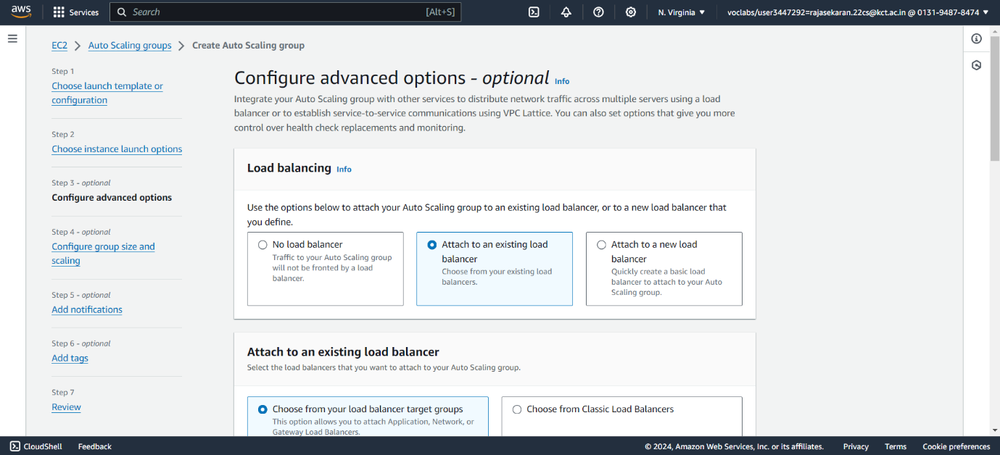 aws
Services
Search
[Alt+S]
N. Virginia
voclabs/user3447292=rajasekaran.22cs@kct.ac.in @ 0131-9487-8474
EC2
Auto Scaling groups
Create Auto Scaling group
Step 1
Choose launch template or
configuration
Step 2
Choose instance launch options
Step 3 - optional
Configure advanced options
Step 4 - optional
Configure group size and
scaling
Step 5 - optional
Add notifications
Step 6 - optional
Add tags
Step 7
Review
Configure advanced options - optional Info
Integrate your Auto Scaling group with other services to distribute network traffic across multiple servers using a load
balancer or to establish service-to-service communications using VPC Lattice. You can also set options that give you more
control over health check replacements and monitoring.
Load balancing Info
Use the options below to attach your Auto Scaling group to an existing load balancer, or to a new load balancer that
you define.
No load balancer
Traffic to your Auto Scaling group
will not be fronted by a load
balancer.
Attach to an existing load
balancer
Choose from your existing load
balancers.
Attach to a new load
balancer
Quickly create a basic load
balancer to attach to your Auto
Scaling group.
Attach to an existing load balancer
Select the load balancers that you want to attach to your Auto Scaling group.
Choose from your load balancer target groups
This option allows you to attach Application, Network, or
Gateway Load Balancers.
Choose from Classic Load Balancers
CloudShell
Feedback
© 2024, Amazon Web Services, Inc. or its affiliates.
Privacy
Terms
Cookie preferences